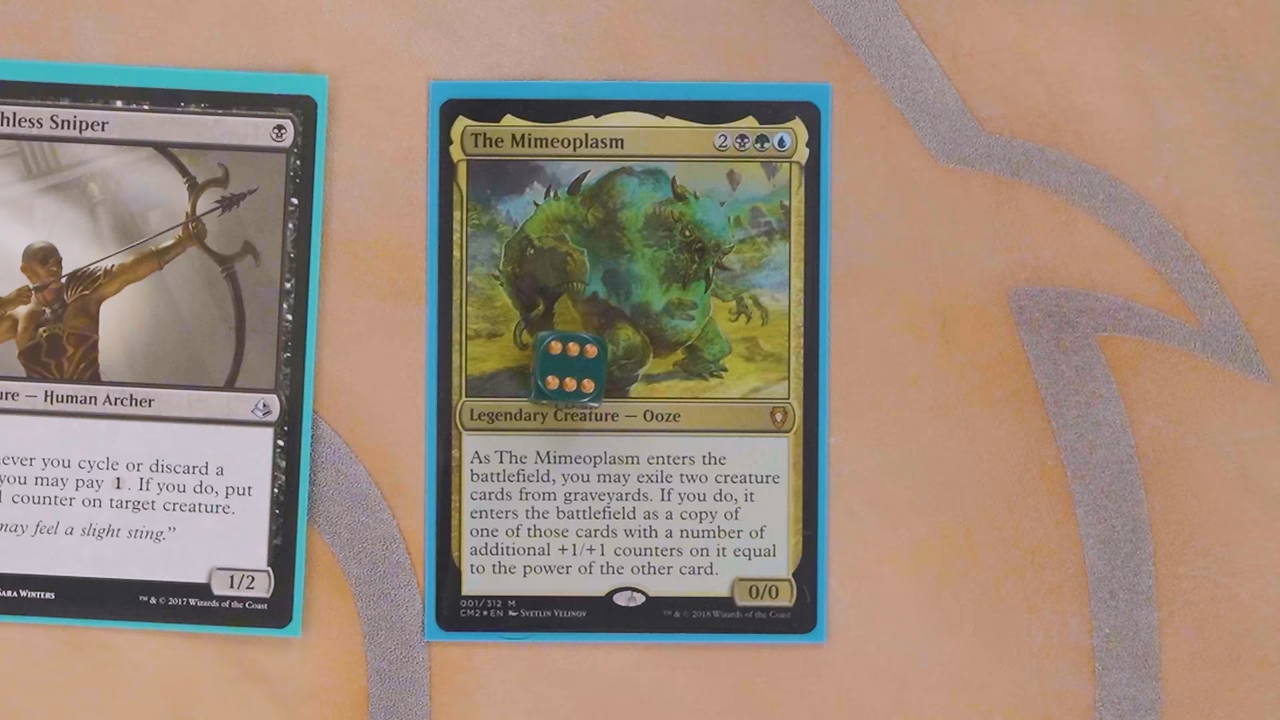 hless Sniper
ure — Human Archer
ever you cycle or discard a
you may pay 1. If you do, put
1 counter on target creature.
may feel a slight sting."
1/2
SARA WINTERS
™ & © 2017 Wizards of the Coast
The Mimeoplasm
2
Legendary Creature — Ooze
As The Mimeoplasm enters the
battlefield, you may exile two creature
cards from graveyards. If you do, it
enters the battlefield as a copy of
one of those cards with a number of
additional +1/+1 counters on it equal
to the power of the other card.
0/0
001/312 M
CM2 ★ EN SVETLIN VELINOV
™ & © 2018 Wizards of the Coast